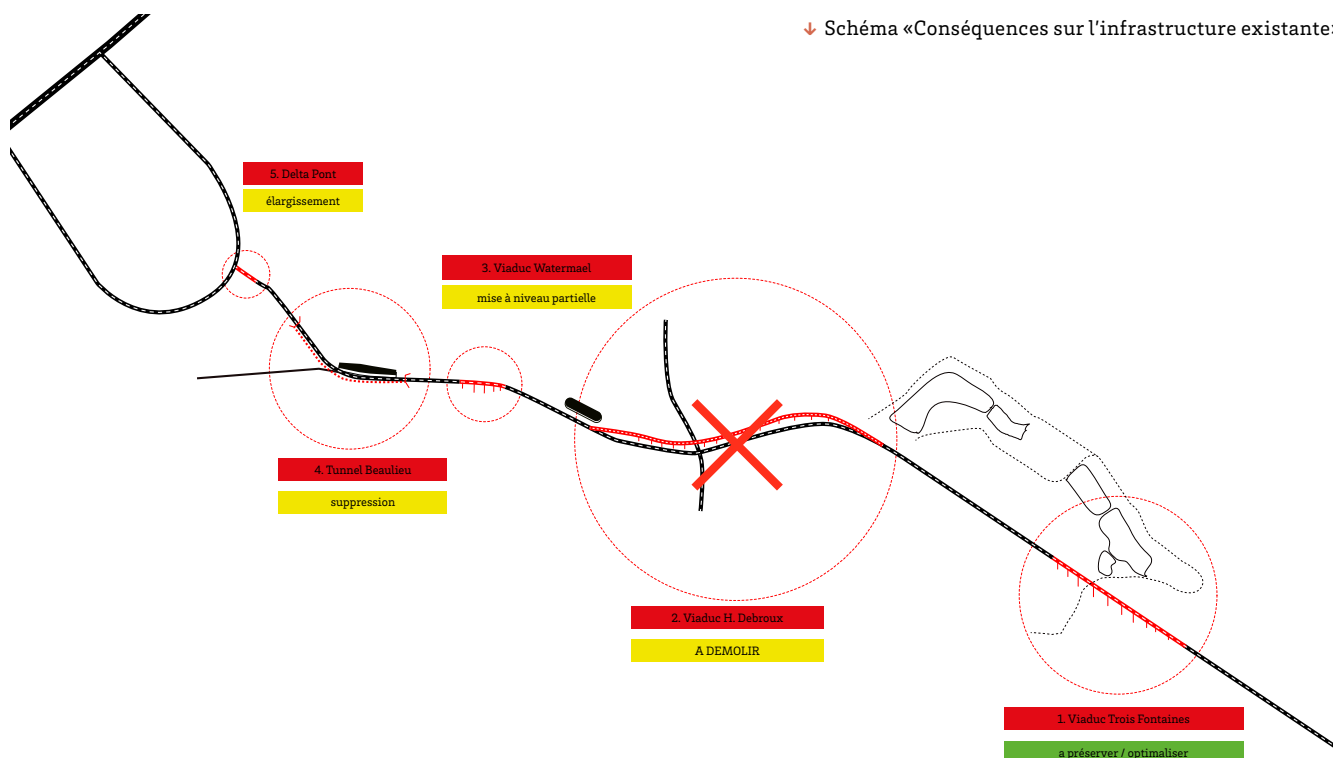 ↓ Schéma «Conséquences sur l'infrastructure existante»
5. Delta Pont
élargissement
3. Viaduc Watermael
mise à niveau partielle
4. Tunnel Beaulieu
suppression
2. Viaduc H. Debroux
A DEMOLIR
1. Viaduc Trois Fontaines
a préserver / optimaliser